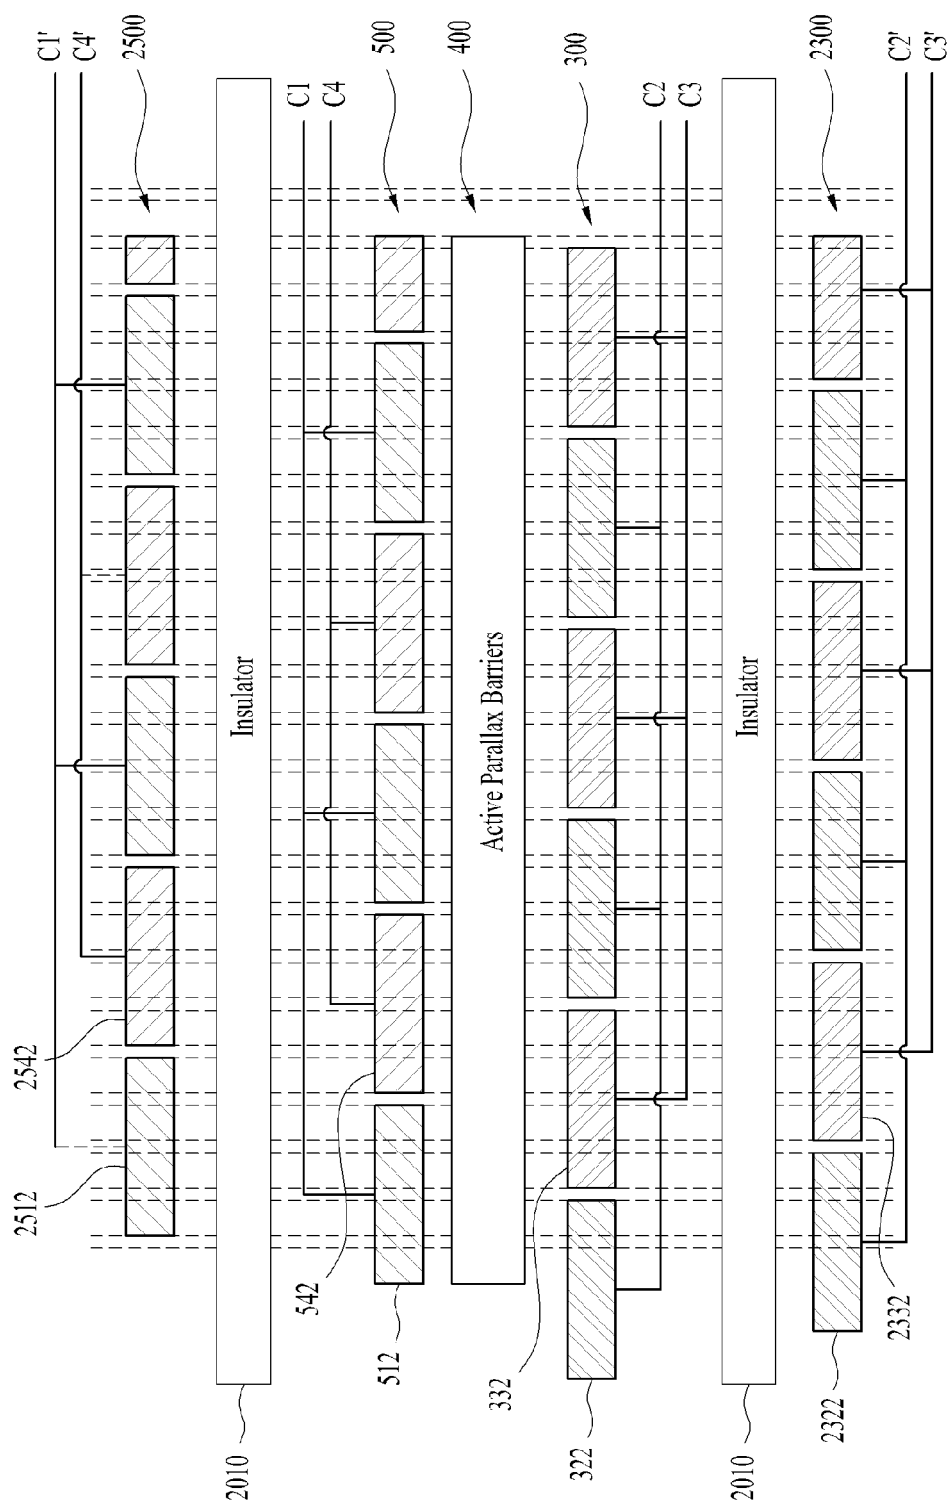 C1'
C4'
2500
C1
C4
500
400
300
C2
C3
2300
C2'
C3'
Insulator
Active Parallax Barriers
Insulator
2542
2512
542
512
332
322
2332
2322
2010
2010